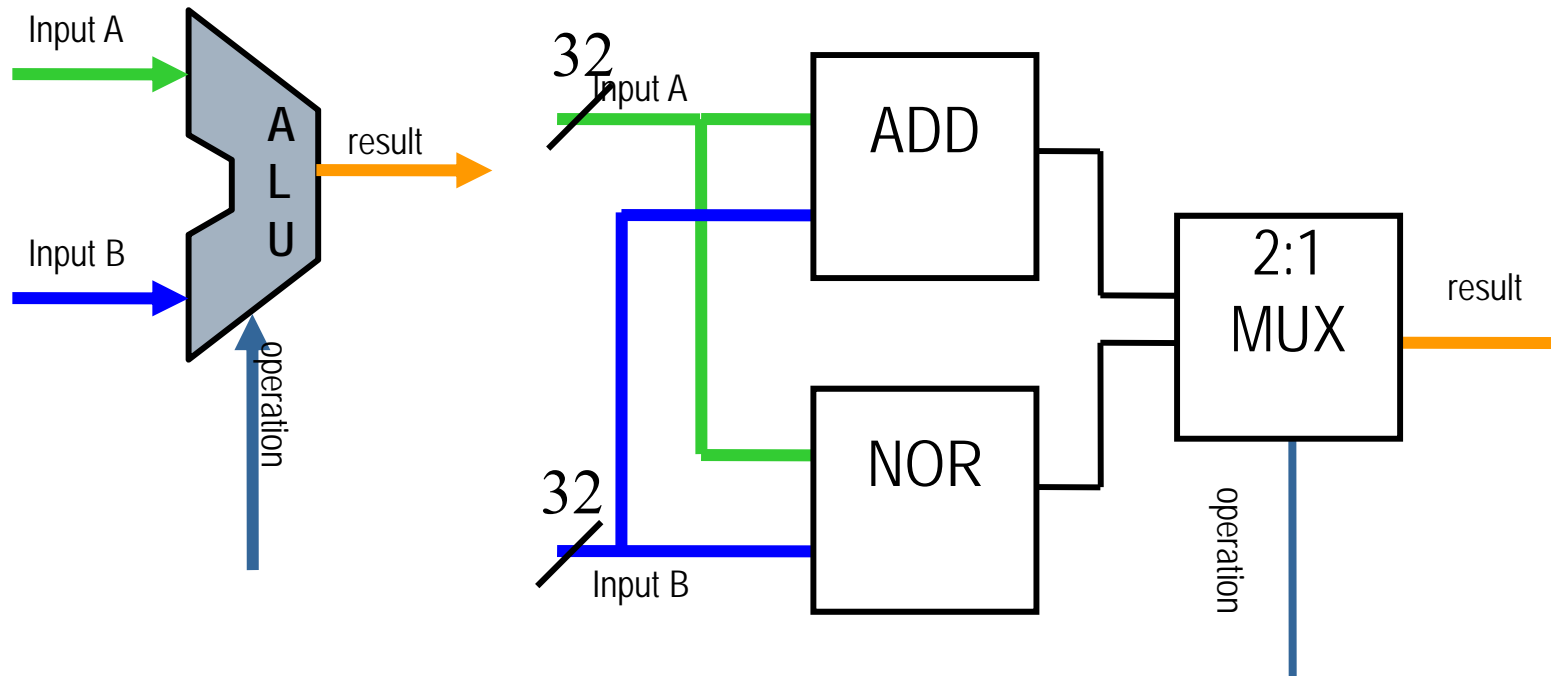 Input A
A
L
U
result
Input B
operation
32
Input A
ADD
2:1
MUX
result
NOR
32
Input B
operation